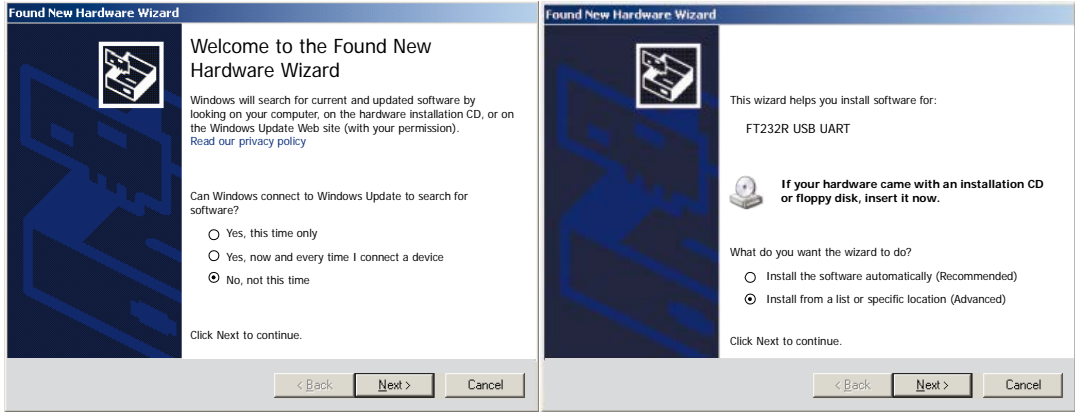 Found New Hardware Wizard
Welcome to the Found New
Hardware Wizard
Windows will search for current and updated software by
looking on your computer, on the hardware installation CD, or on
the Windows Update Web site (with your permission).
Read our privacy policy
Can Windows connect to Windows Update to search for
software?
Yes, this time only
Yes, now and every time I connect a device
No, not this time
Click Next to continue.
< Back
Next >
Cancel
Found New Hardware Wizard
This wizard helps you install software for:
FT232R USB UART
If your hardware came with an installation CD
or floppy disk, insert it now.
What do you want the wizard to do?
Install the software automatically (Recommended)
Install from a list or specific location (Advanced)
Click Next to continue.
< Back
Next >
Cancel